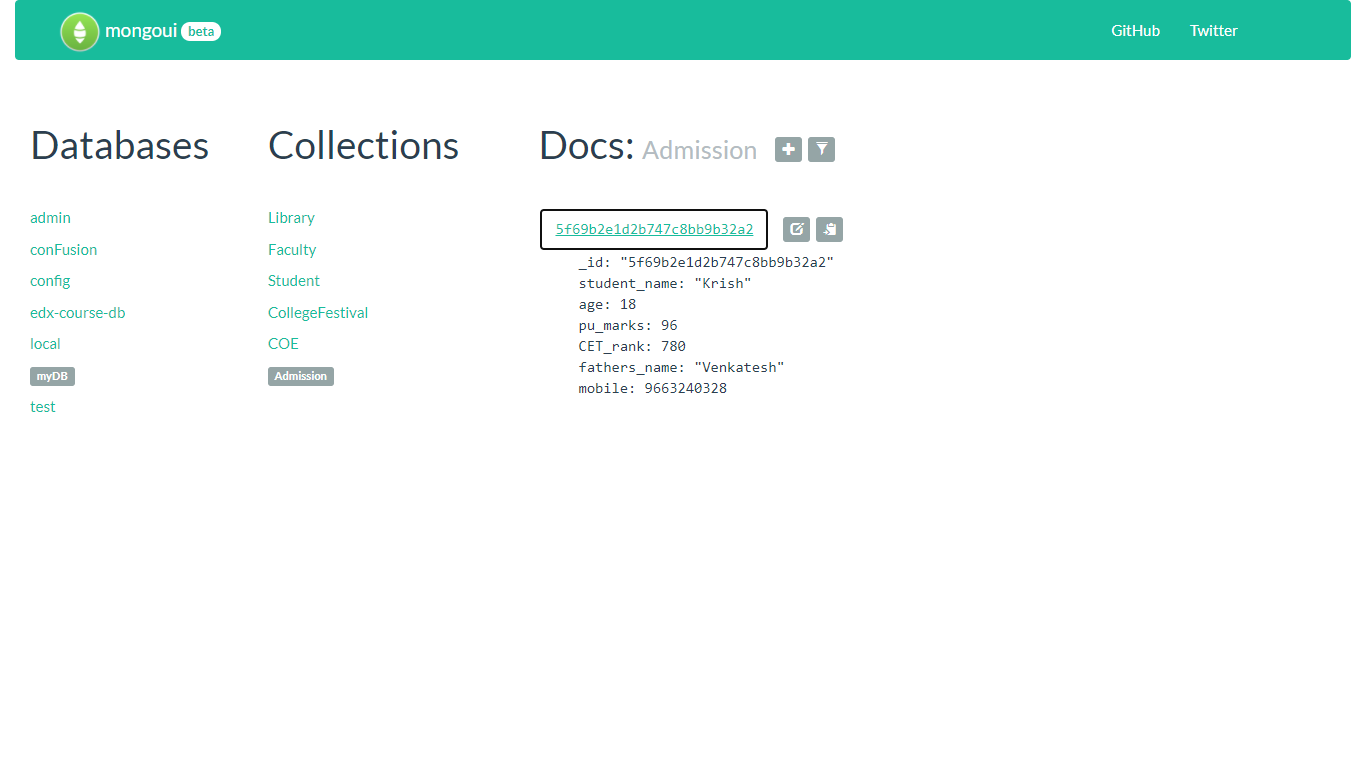 mongoui beta
GitHub Twitter
Databases
admin
conFusion
config
edx-course-db
local
myDB
test
Collections
Library
Faculty
Student
CollegeFestival
COE
Admission
Docs: Admission
5f69b2e1d2b747c8bb9b32a2
_id: "5f69b2e1d2b747c8bb9b32a2"
student_name: "Krish"
age: 18
pu_marks: 96
CET_rank: 780
fathers_name: "Venkatesh"
mobile: 9663240328